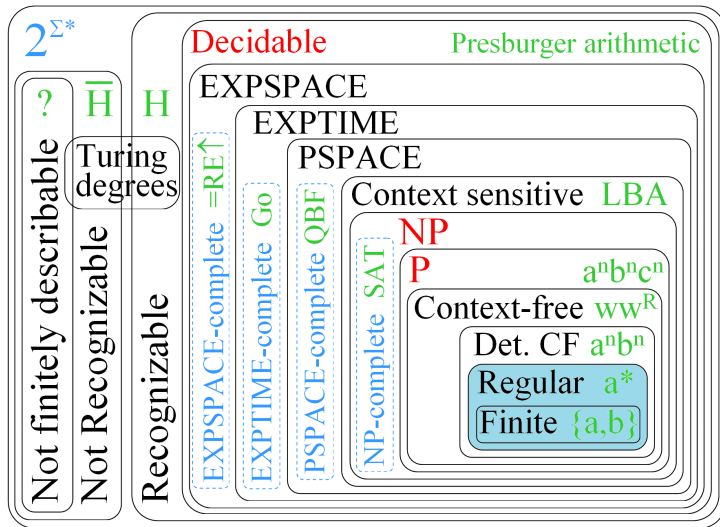 2^Σ*
Decidable
Presburger arithmetic
?
H̅
H
EXPSPACE
EXPTIME
Turing
degrees
PSPACE
Context sensitive LBA
NP
P
aⁿbⁿcⁿ
Context-free wwᴿ
Det. CF aⁿbⁿ
Regular a*
Finite {a,b}
Not finitely describable
Not Recognizable
Recognizable
EXPSPACE-complete =RE↑
EXPTIME-complete Go
PSPACE-complete QBF
NP-complete SAT